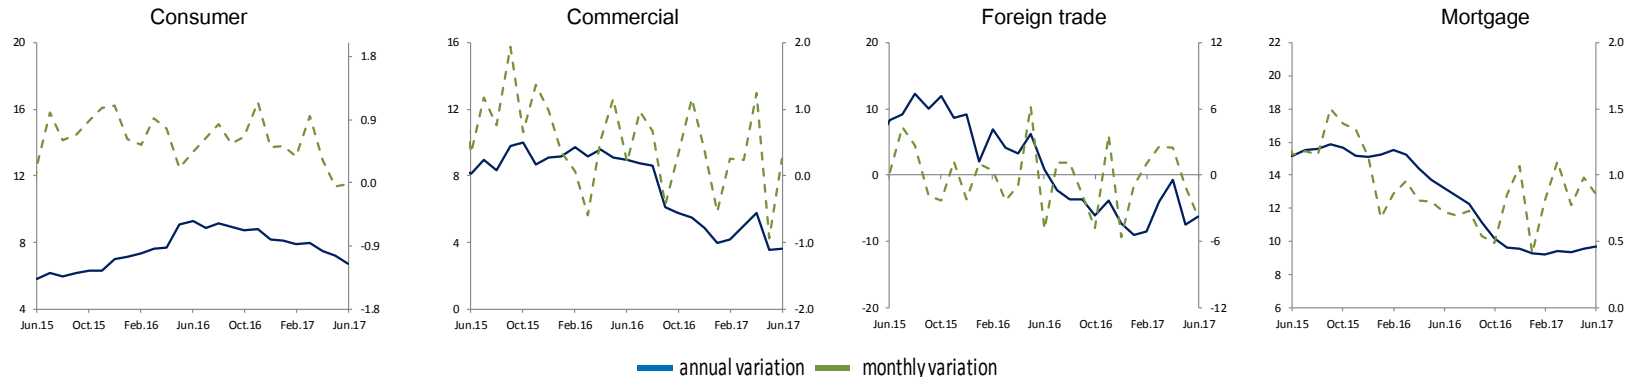 Consumer Commercial Foreign trade Mortgage
20 16 2.0 20 12 22 2.0
1.8
20
12 1.0 10 6 18 1.5
16 0.9
16
12 0.0 8 0.0 0 0 14 1.0
12
8 -0.9 4 -1.0 -10 -6 10 0.5
8
4 -1.8 0 -2.0 -20 -12 6 0.0
Jun.15 Oct.15 Feb.16 Jun.16 Oct.16 Feb.17 Jun.17 Jun.15 Oct.15 Feb.16 Jun.16 Oct.16 Feb.17 Jun.17 Jun.15 Oct.15 Feb.16 Jun.16 Oct.16 Feb.17 Jun.17 Jun.15 Oct.15 Feb.16 Jun.16 Oct.16 Feb.17 Jun.17
annual variation monthly variation